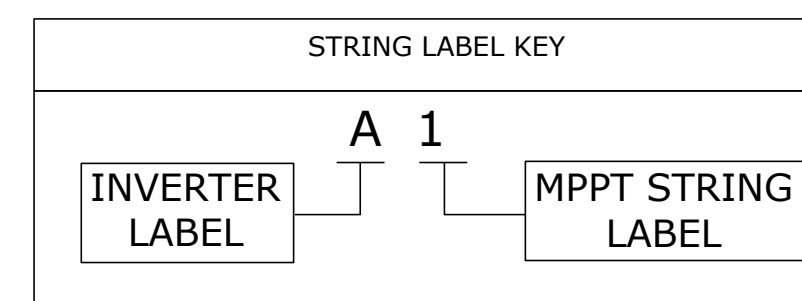 STRING LABEL KEY
A 1
INVERTER
LABEL
MPPT STRING
LABEL